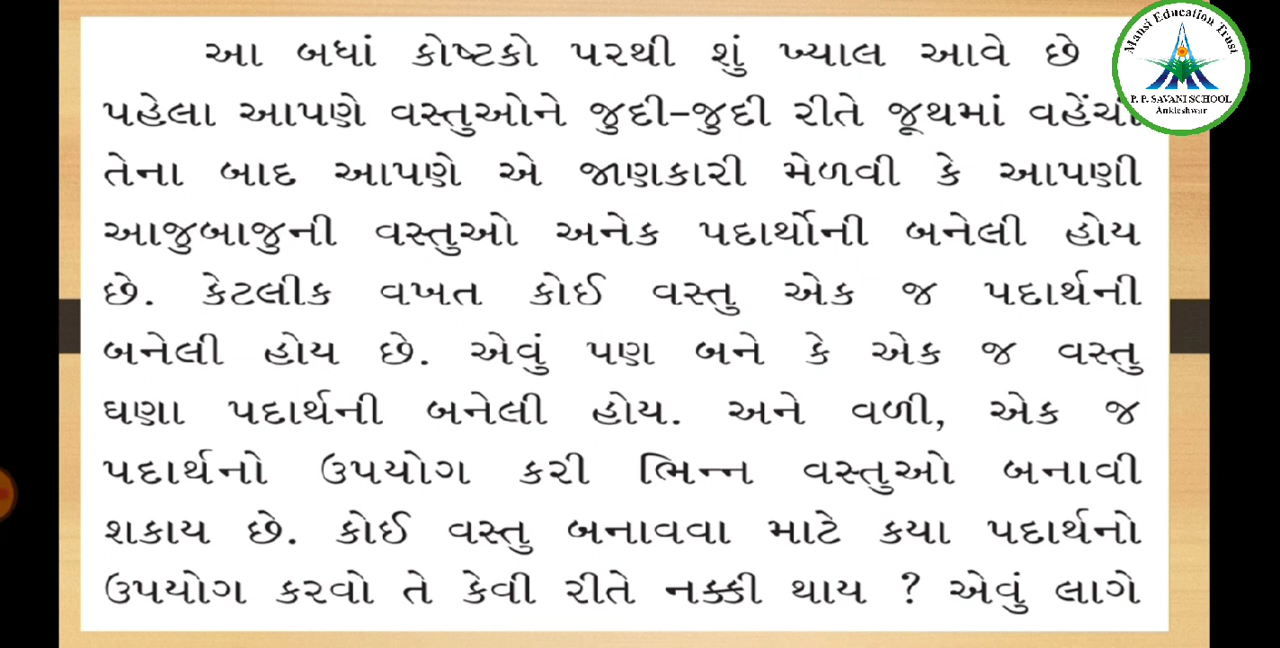 આ બધાં કોષ્ટકો પરથી શું ખ્યાલ આવે છે
પહેલા આપણે વસ્તુઓને જુદી-જુદી રીતે જૂથમાં
તેના બાદ આપણે એ જાણકારી મેળવી કે આપણી
આજુબાજુની વસ્તુઓ અનેક પદાર્થોની બનેલી હોય
છે. કેટલીક વખત કોઈ વસ્તુ એક જ પદાર્થની
બનેલી હોય છે. એવું પણ બને કે એક જ વસ્તુ
ઘણા પદાર્થની બનેલી હોય. અને વળી, એક જ
પદાર્થનો ઉપયોગ કરી ભિન્ન વસ્તુઓ બનાવી
શકાય છે. કોઈ વસ્તુ બનાવવા માટે કયા પદાર્થનો
ઉપયોગ કરવો તે કેવી રીતે નક્કી થાય ? એવું લાગે
Mansi Education Trust
P. P. SAVANI SCHOOL
Ankleshwar